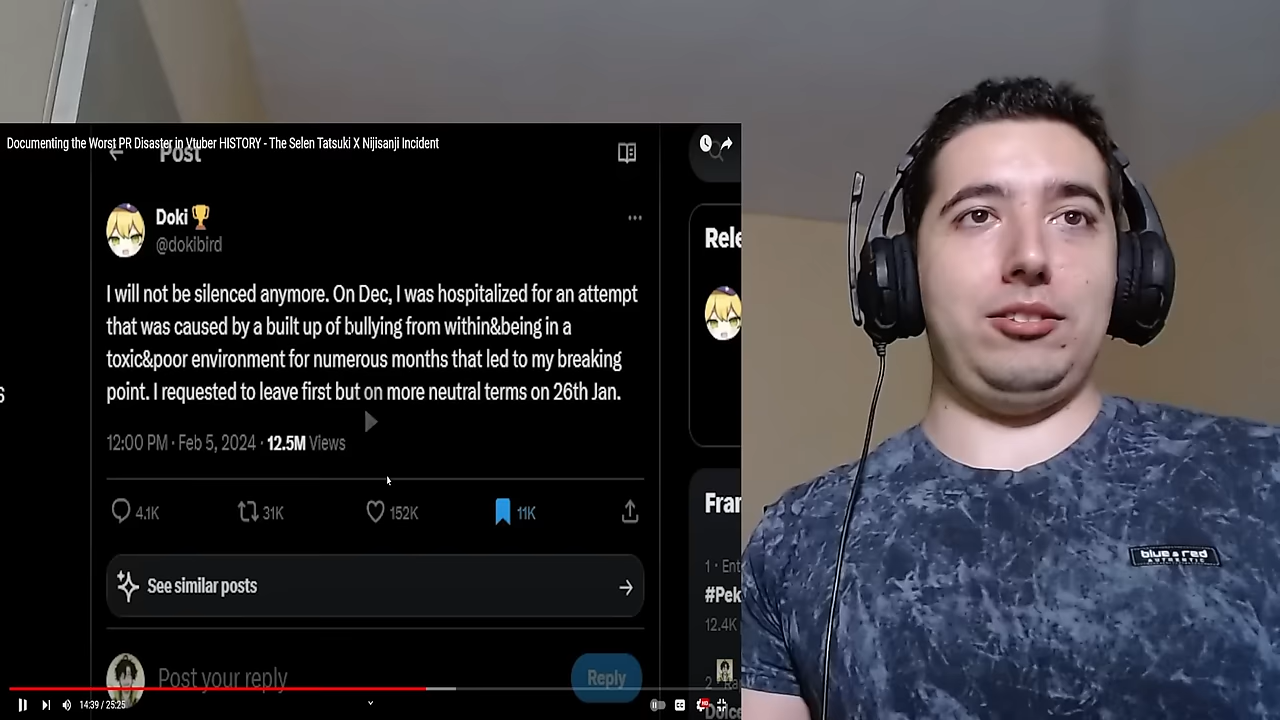 Documenting the Worst PR Disaster in Vtuber HISTORY - The Selen Tatsuki X Nijisanji Incident
Post
Doki
@dokibird
Rele
I will not be silenced anymore. On Dec, I was hospitalized for an attempt
that was caused by a built up of bullying from within&being in a
toxic&poor environment for numerous months that led to my breaking
point. I requested to leave first but on more neutral terms on 26th Jan.
12:00 PM · Feb 5, 2024 · 12.5M Views
4.1K 31K 152K 11K
Fran
1 · Ent
#Pek
12.4K
See similar posts
Post your reply
Reply
2 · Ra
Dolce
14:39 / 25:25
blue & red
AUTHENTIC